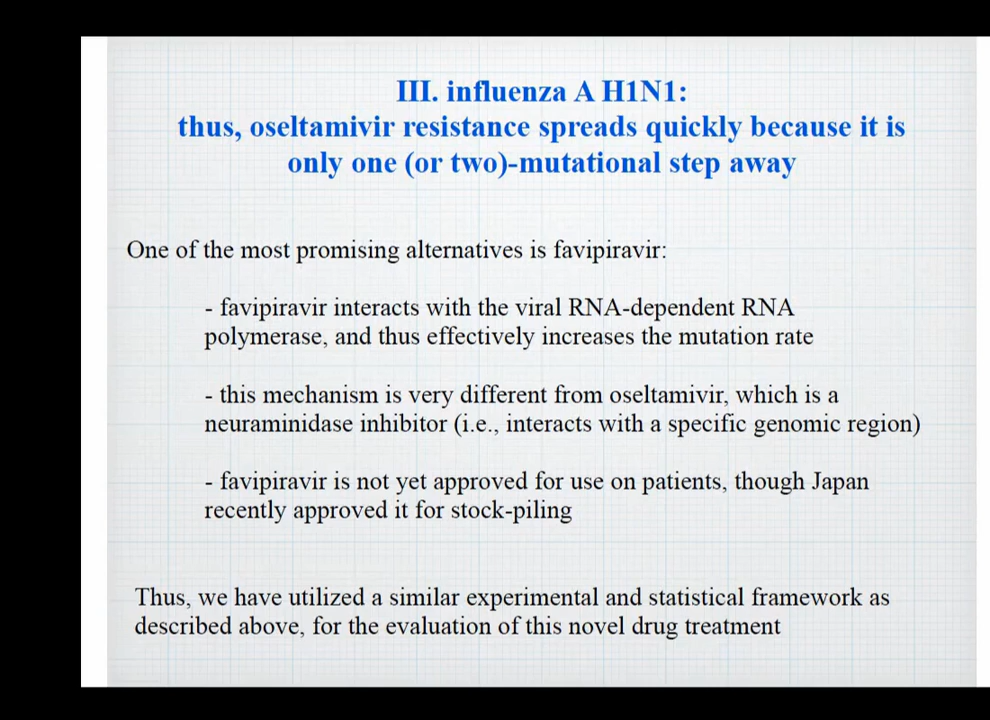 III. influenza A H1N1:
thus, oseltamivir resistance spreads quickly because it is
only one (or two)-mutational step away
One of the most promising alternatives is favipiravir:
- favipiravir interacts with the viral RNA-dependent RNA
polymerase, and thus effectively increases the mutation rate
- this mechanism is very different from oseltamivir, which is a
neuraminidase inhibitor (i.e., interacts with a specific genomic region)
- favipiravir is not yet approved for use on patients, though Japan
recently approved it for stock-piling
Thus, we have utilized a similar experimental and statistical framework as
described above, for the evaluation of this novel drug treatment